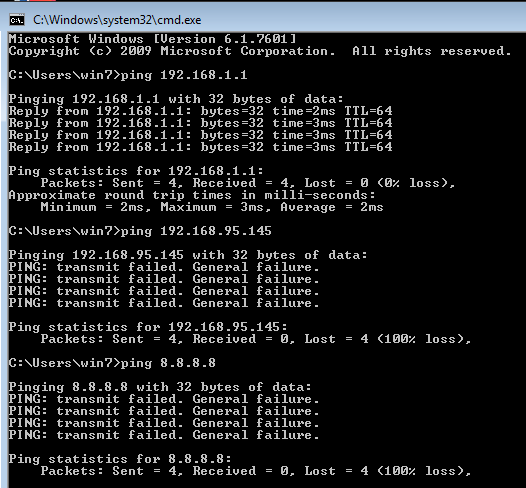 C:\Windows\system32\cmd.exe
Microsoft Windows [Version 6.1.7601]
Copyright (c) 2009 Microsoft Corporation.  All rights reserved.
C:\Users\win7>ping 192.168.1.1
Pinging 192.168.1.1 with 32 bytes of data:
Reply from 192.168.1.1: bytes=32 time=2ms TTL=64
Reply from 192.168.1.1: bytes=32 time=3ms TTL=64
Reply from 192.168.1.1: bytes=32 time=3ms TTL=64
Reply from 192.168.1.1: bytes=32 time=3ms TTL=64
Ping statistics for 192.168.1.1:
    Packets: Sent = 4, Received = 4, Lost = 0 (0% loss),
Approximate round trip times in milli-seconds:
    Minimum = 2ms, Maximum = 3ms, Average = 2ms
C:\Users\win7>ping 192.168.95.145
Pinging 192.168.95.145 with 32 bytes of data:
PING: transmit failed. General failure.
PING: transmit failed. General failure.
PING: transmit failed. General failure.
PING: transmit failed. General failure.
Ping statistics for 192.168.95.145:
    Packets: Sent = 4, Received = 0, Lost = 4 (100% loss),
C:\Users\win7>ping 8.8.8.8
Pinging 8.8.8.8 with 32 bytes of data:
PING: transmit failed. General failure.
PING: transmit failed. General failure.
PING: transmit failed. General failure.
PING: transmit failed. General failure.
Ping statistics for 8.8.8.8:
    Packets: Sent = 4, Received = 0, Lost = 4 (100% loss),